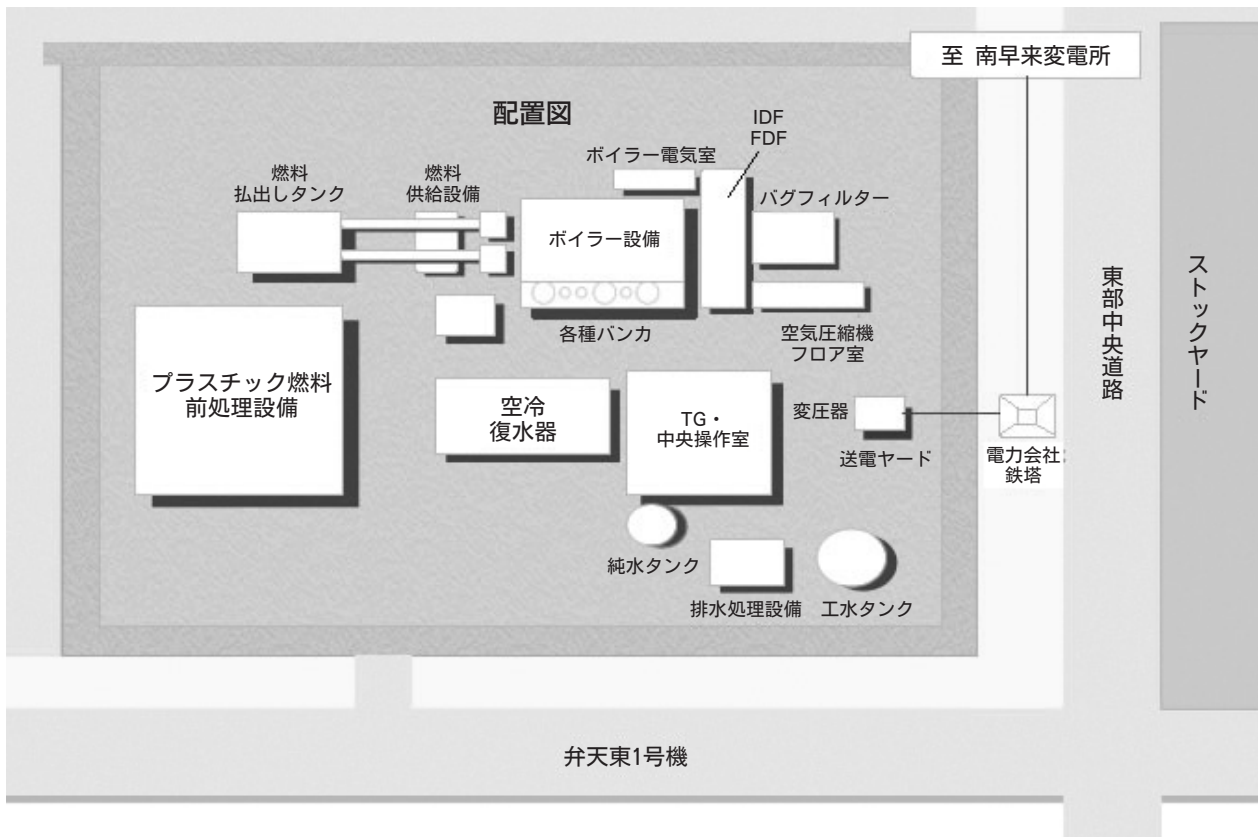 至 南早来変電所
配置図
IDF
FDF
ボイラー電気室
燃料
払出しタンク
燃料
供給設備
バグフィルター
ボイラー設備
各種バンカ
空気圧縮機
フロア室
プラスチック燃料
前処理設備
空冷
復水器
TG・
中央操作室
変圧器
送電ヤード
電力会社
鉄塔
純水タンク
排水処理設備
工水タンク
東部中央道路
ストックヤード
弁天東1号機